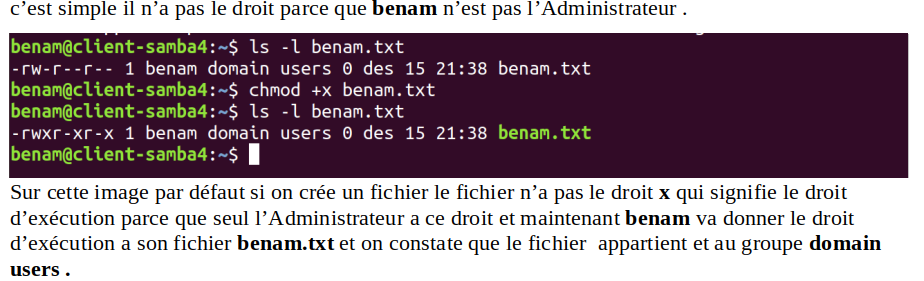 c’est simple il n’a pas le droit parce que benam n’est pas l’Administrateur .
benam@client-samba4:~$ ls -l benam.txt
-rw-r--r-- 1 benam domain users 0 des 15 21:38 benam.txt
benam@client-samba4:~$ chmod +x benam.txt
benam@client-samba4:~$ ls -l benam.txt
-rwxr-xr-x 1 benam domain users 0 des 15 21:38 benam.txt
benam@client-samba4:~$
Sur cette image par défaut si on crée un fichier le fichier n’a pas le droit x qui signifie le droit
d’exécution parce que seul l’Administrateur a ce droit et maintenant benam va donner le droit
d’exécution a son fichier benam.txt et on constate que le fichier  appartient et au groupe domain
users .